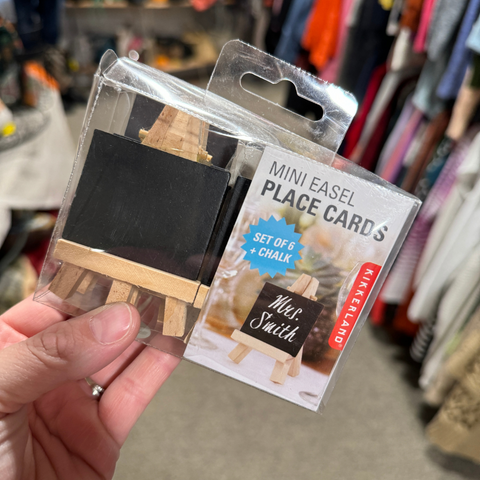 MINI EASEL
PLACE CARDS
SET OF 6
+ CHALK
Mrs.
Smith
KIKKERLAND®